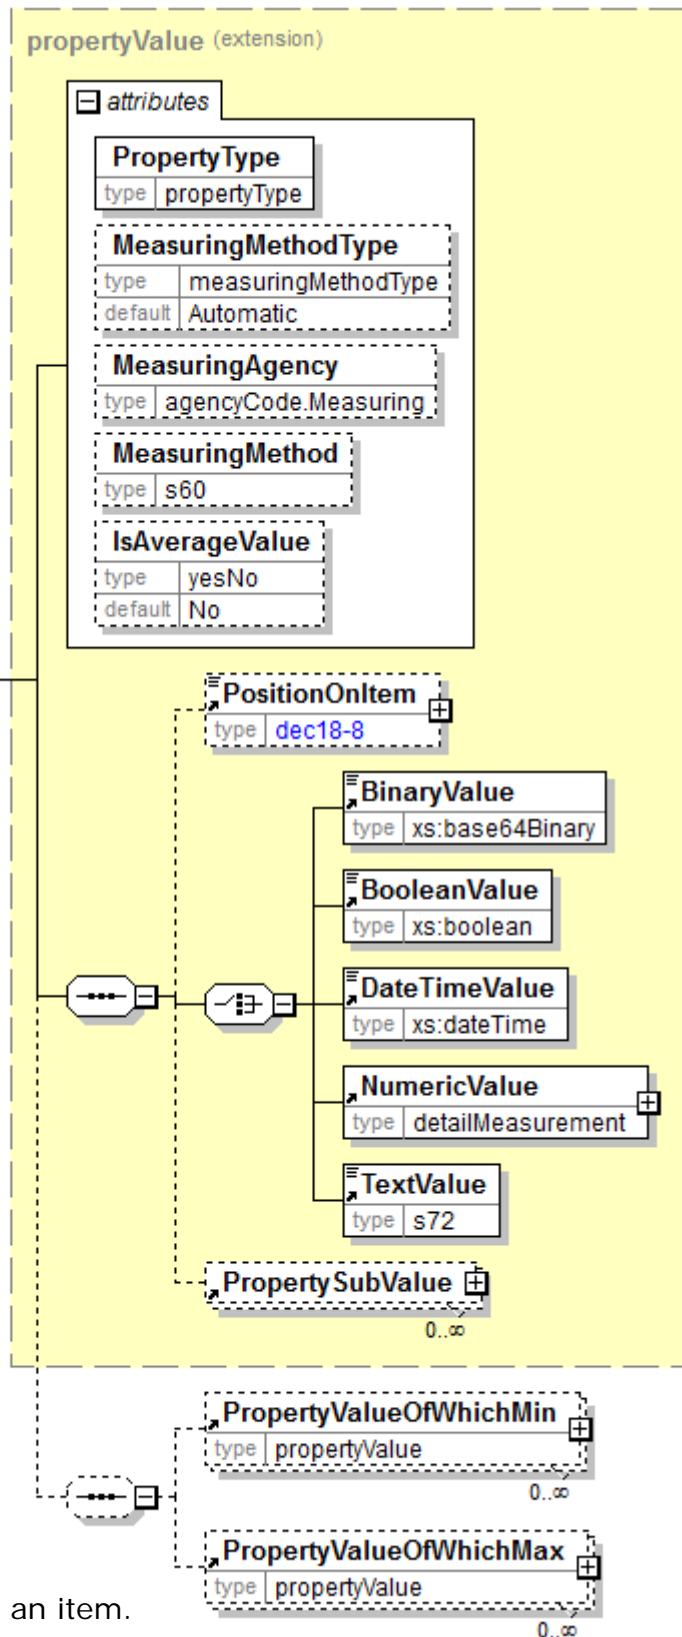 propertyValue (extension)
attributes
PropertyType
type propertyType
MeasuringMethodType
type measuringMethodType
default Automatic
MeasuringAgency
type agencyCode.Measuring
MeasuringMethod
type s60
IsAverageValue
type yesNo
default No
PositionOnItem
type dec18-8
BinaryValue
type xs:base64Binary
BooleanValue
type xs:boolean
DateTimeValue
type xs:dateTime
NumericValue
type detailMeasurement
TextValue
type s72
PropertySubValue
0..∞
PropertyValueOfWhichMin
type propertyValue
0..∞
PropertyValueOfWhichMax
type propertyValue
an item.
0..∞